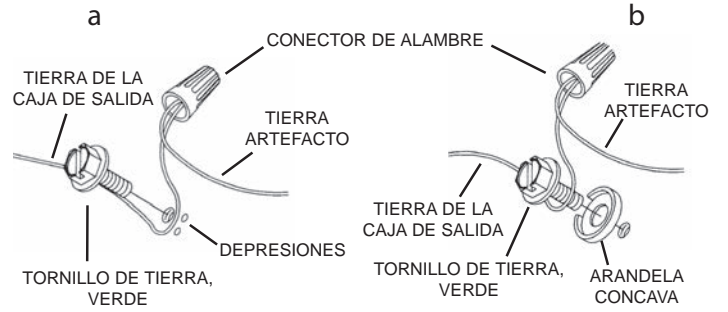 a
b
CONECTOR DE ALAMBRE
TIERRA DE LA
CAJA DE SALIDA
TIERRA
ARTEFACTO
DEPRESIONES
TORNILLO DE TIERRA,
VERDE
TIERRA
ARTEFACTO
TIERRA DE LA
CAJA DE SALIDA
TORNILLO DE TIERRA,
VERDE
ARANDELA
CONCAVA